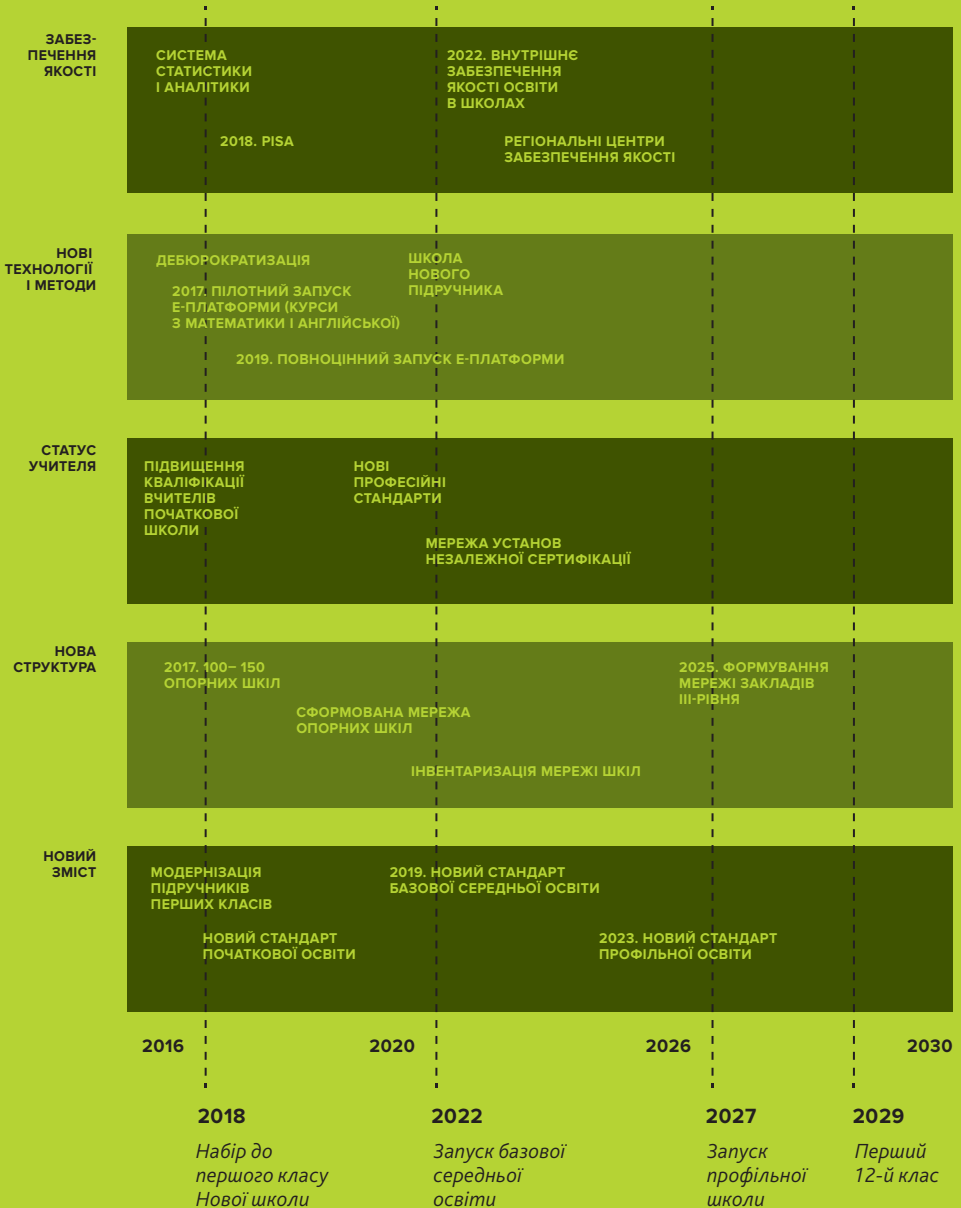 ЗАБЕЗ-
ПЕЧЕННЯ
ЯКОСТІ
СИСТЕМА
СТАТИСТИКИ
І АНАЛІТИКИ
2022. ВНУТРІШНЄ
ЗАБЕЗПЕЧЕННЯ
ЯКОСТІ ОСВІТИ
В ШКОЛАХ
2018. PISA
РЕГІОНАЛЬНІ ЦЕНТРИ
ЗАБЕЗПЕЧЕННЯ ЯКОСТІ
НОВІ
ТЕХНОЛОГІЇ
І МЕТОДИ
ДЕБЮРОКРАТИЗАЦІЯ
ШКОЛА
НОВОГО
ПІДРУЧНИКА
2017. ПІЛОТНИЙ ЗАПУСК
Е-ПЛАТФОРМИ (КУРСИ
З МАТЕМАТИКИ І АНГЛІЙСЬКОЇ)
2019. ПОВНОЦІННИЙ ЗАПУСК Е-ПЛАТФОРМИ
СТАТУС
УЧИТЕЛЯ
ПІДВИЩЕННЯ
КВАЛІФІКАЦІЇ
ВЧИТЕЛІВ
ПОЧАТКОВОЇ
ШКОЛИ
НОВІ
ПРОФЕСІЙНІ
СТАНДАРТИ
МЕРЕЖА УСТАНОВ
НЕЗАЛЕЖНОЇ СЕРТИФІКАЦІЇ
НОВА
СТРУКТУРА
2017. 100– 150
ОПОРНИХ ШКІЛ
2025. ФОРМУВАННЯ
МЕРЕЖІ ЗАКЛАДІВ
ІІІ-РІВНЯ
СФОРМОВАНА МЕРЕЖА
ОПОРНИХ ШКІЛ
ІНВЕНТАРИЗАЦІЯ МЕРЕЖІ ШКІЛ
НОВИЙ
ЗМІСТ
МОДЕРНІЗАЦІЯ
ПІДРУЧНИКІВ
ПЕРШИХ КЛАСІВ
2019. НОВИЙ СТАНДАРТ
БАЗОВОЇ СЕРЕДНЬОЇ ОСВІТИ
НОВИЙ СТАНДАРТ
ПОЧАТКОВОЇ ОСВІТИ
2023. НОВИЙ СТАНДАРТ
ПРОФІЛЬНОЇ ОСВІТИ
2016 2020 2026 2030
2018
Набір до
першого класу
Нової школи
2022
Запуск базової
середньої
освіти
2027
Запуск
профільної
школи
2029
Перший
12-й клас